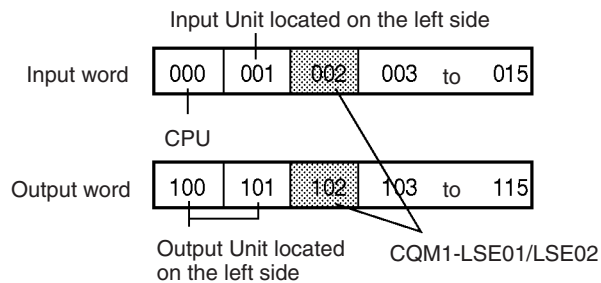 Input Unit located on the left side
Input word 000 001 002 003 to 015
CPU
Output word 100 101 102 103 to 115
Output Unit located
on the left side
CQM1-LSE01/LSE02